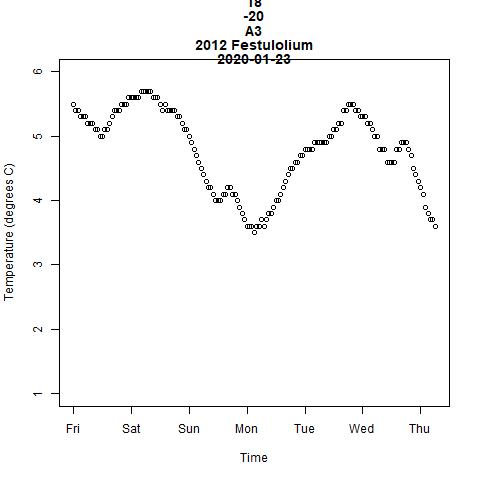 18
-20
A3
2012 Festulolium
2020-01-23
Temperature (degrees C)
6
5
4
3
2
1
Fri Sat Sun Mon Tue Wed Thu
Time